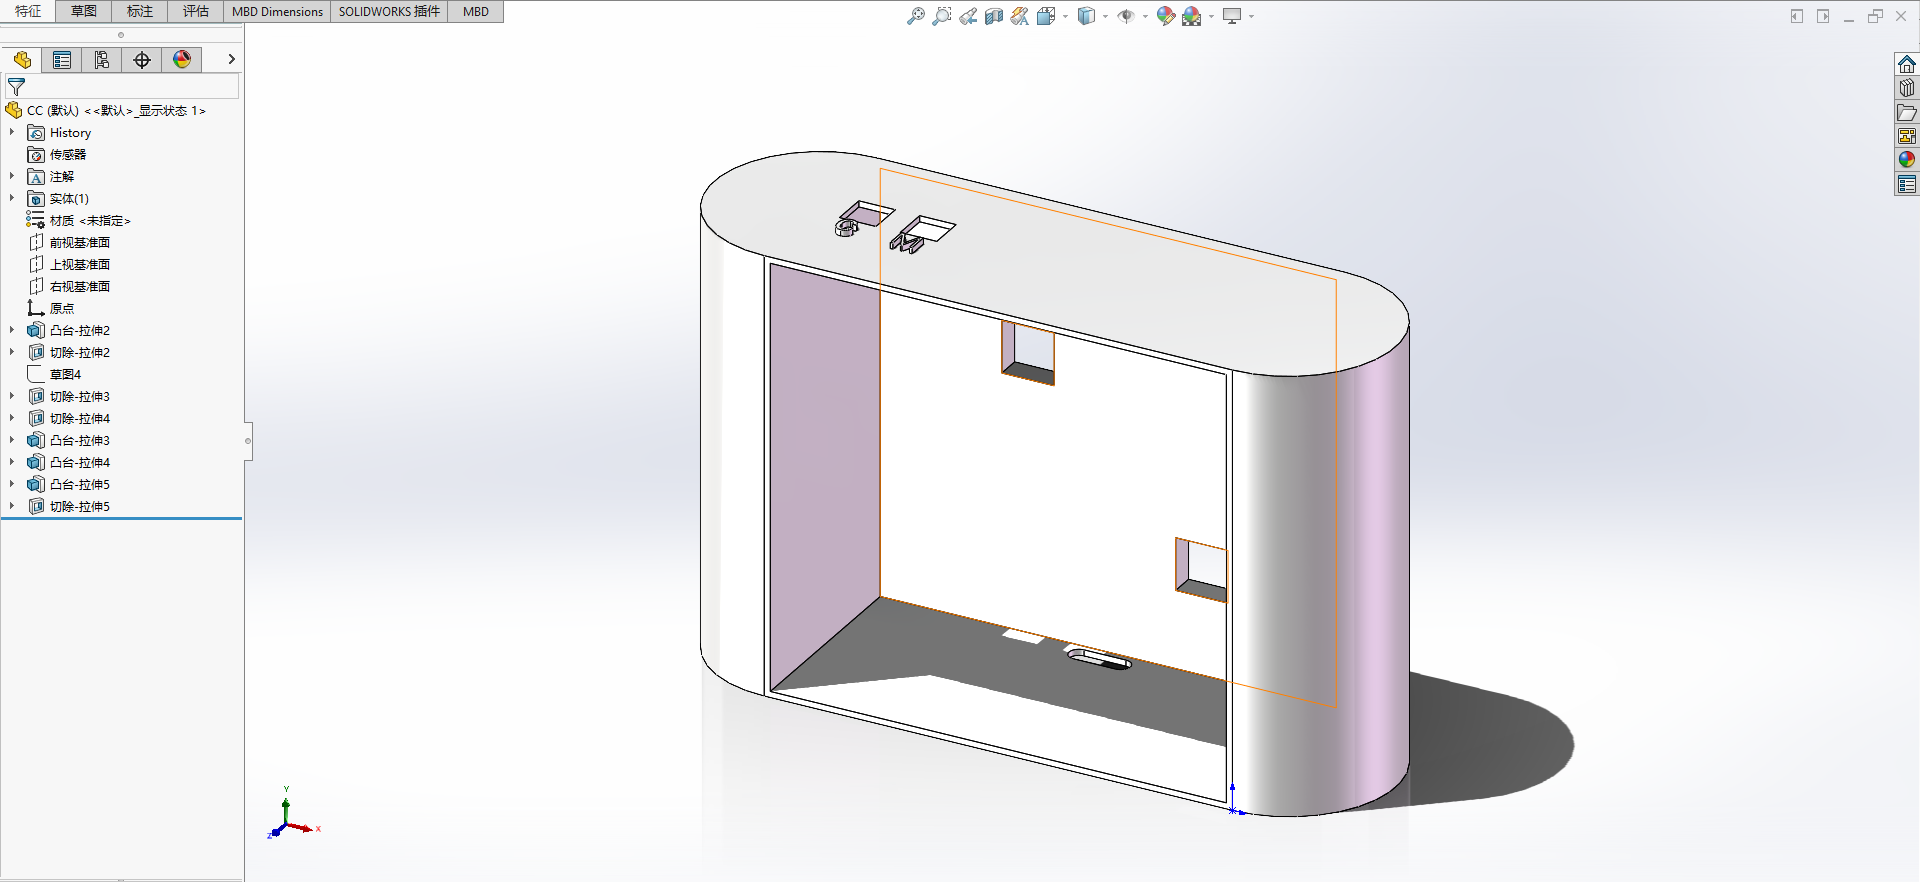 特征 草图 标注 评估 MBD Dimensions SOLIDWORKS 插件 MBD
CC (默认) <<默认>_显示状态 1>
History
传感器
注解
实体(1)
材质 <未指定>
前视基准面
上视基准面
右视基准面
原点
凸台-拉伸2
切除-拉伸2
草图4
切除-拉伸3
切除-拉伸4
凸台-拉伸3
凸台-拉伸4
凸台-拉伸5
切除-拉伸5
Y
X
Z